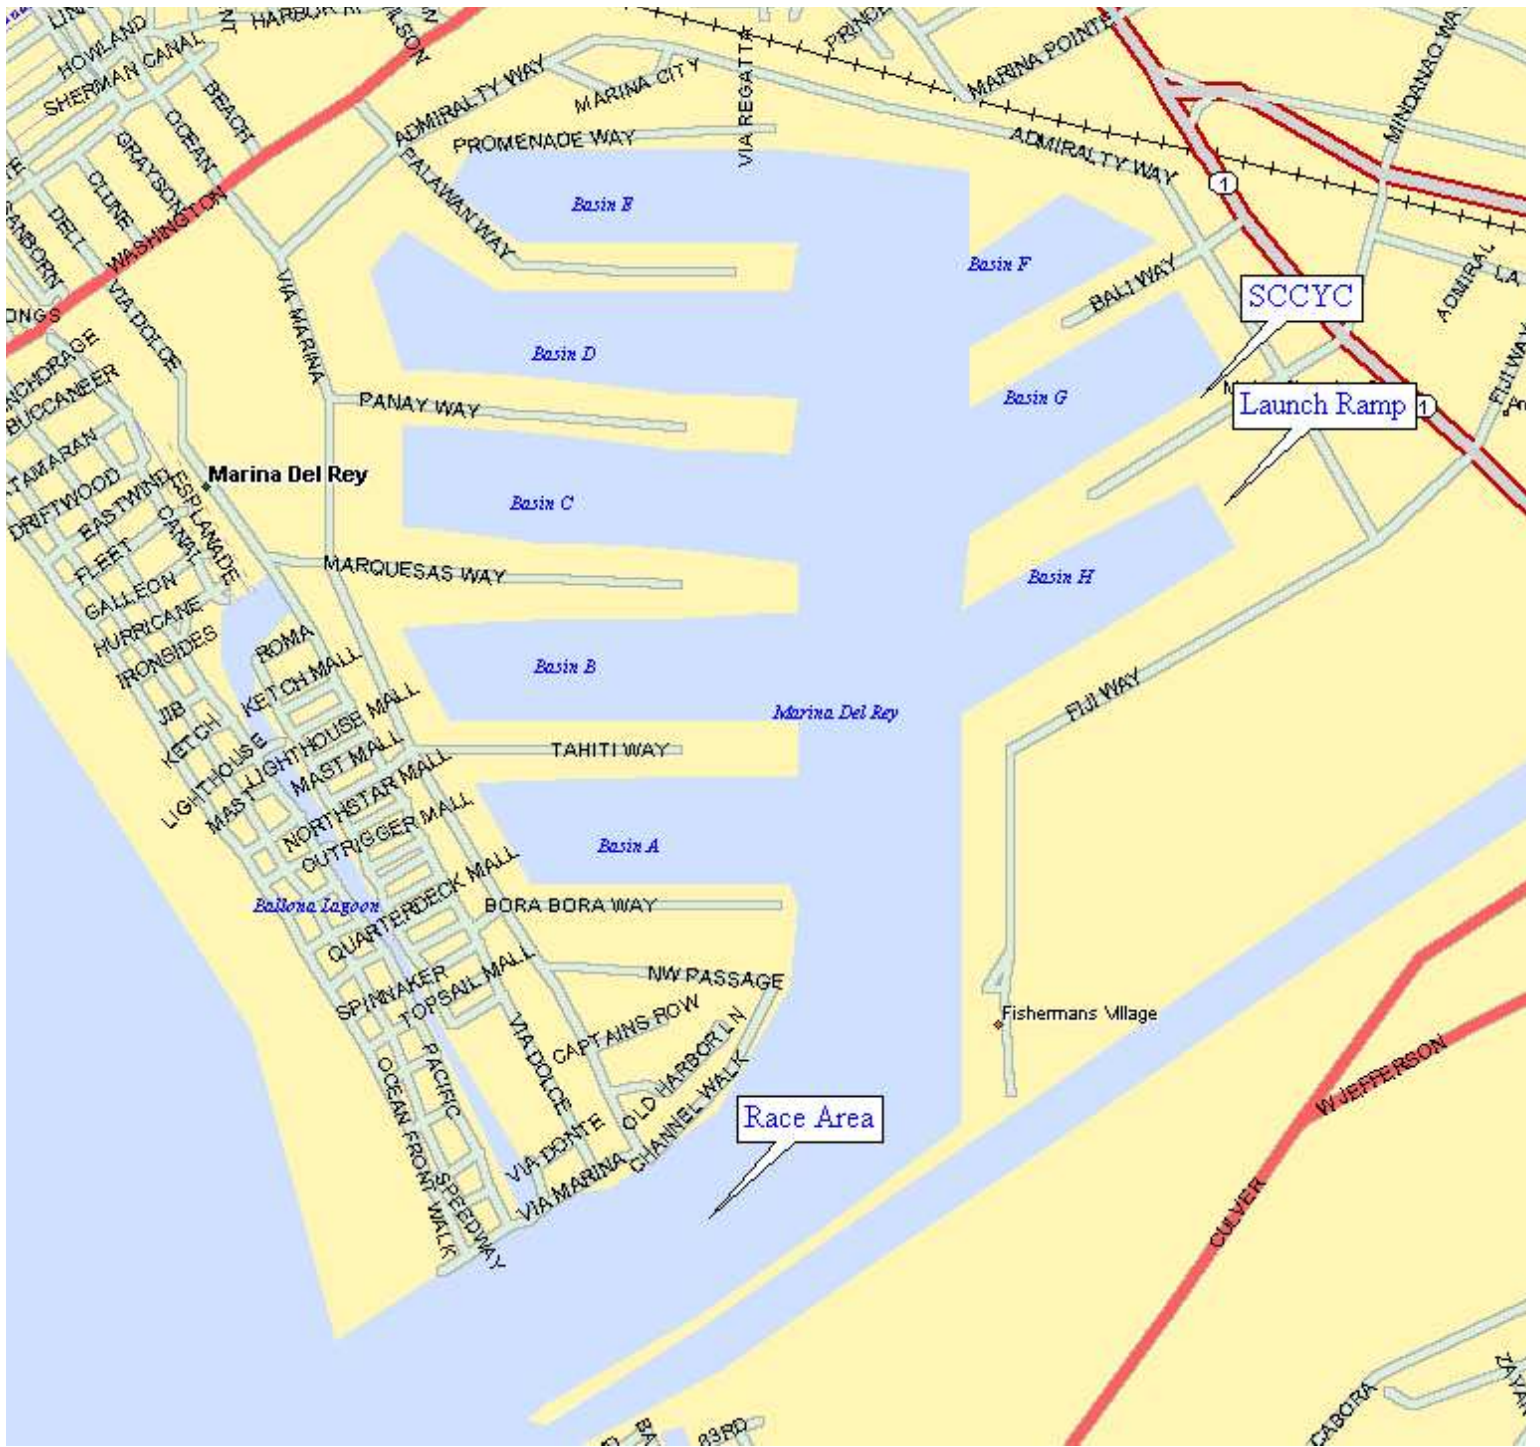 HOWLAND
SHERMAN CANAL
BEACH
OCEAN
GRAYSON
CLUNE
DELL
WASHINGTON
ADMIRALTY WAY
MARINA CITY
VIA REGATTA
MARINA POINTE
MINDANAO WAY
PROMENADE WAY
PALAWAN WAY
ADMIRALTY WAY
1
Basin E
Basin F
BALI WAY
ADMIRAL
LA
SCCYC
VIA MARINA
VIA DOLCE
Basin D
PANAY WAY
Basin G
Launch Ramp
1
FIJI WAY
BUCCANEER
DRIFTWOOD
EASTWIND
CANAL
ESPLANADE
FLEET
GALLEON
HURRICANE
IRONSIDES
Marina Del Rey
Basin C
MARQUESAS WAY
Basin H
ROMA
KETCH MALL
LIGHTHOUSE MALL
MAST MALL
NORTHSTAR MALL
OUTRIGGER MALL
QUARTERDECK MALL
TOPSAIL MALL
JIB
KETCH
LIGHTHOUSE
MAST
Basin B
Marina Del Rey
FIJI WAY
TAHITI WAY
Basin A
Ballona Lagoon
BORA BORA WAY
NW PASSAGE
SPINNAKER
CAPTAINS ROW
OLD HARBOR LN
CHANNEL WALK
Fishermans Village
VIA DOLCE
PACIFIC
OCEAN FRONT WALK
SPEEDWAY
VIA DONTE
VIA MARINA
Race Area
W JEFFERSON
CULVER
CABORA
83RD